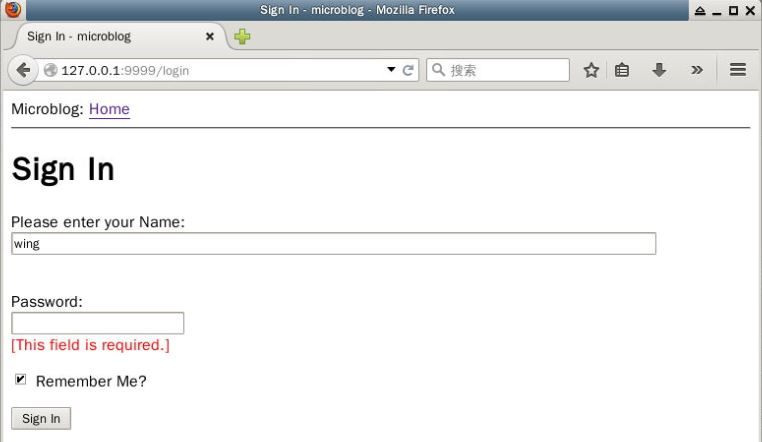 Sign In - microblog - Mozilla Firefox
Sign In - microblog
127.0.0.1:9999/login
搜索
Microblog: Home
Sign In
Please enter your Name:
wing
Password:
[This field is required.]
Remember Me?
Sign In